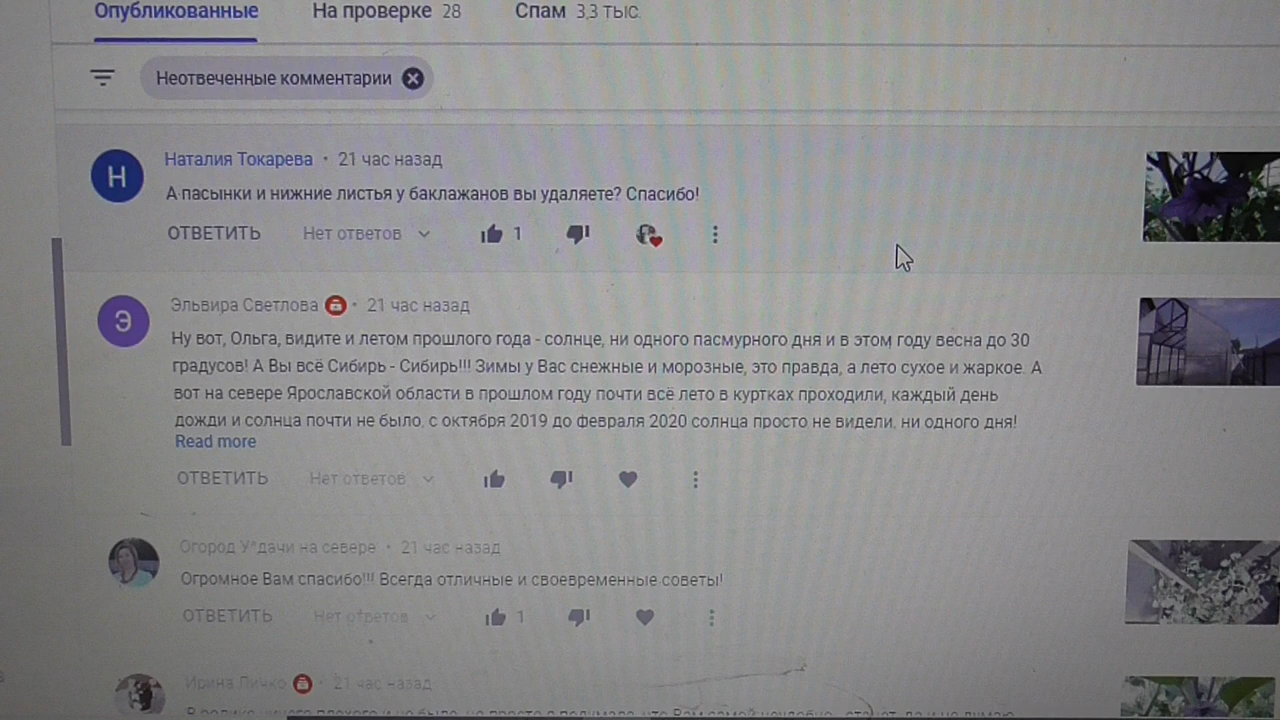 Опубликованные На проверке 28 Спам 3,3 тыс.
Неотвеченные комментарии
Н
Наталия Токарева • 21 час назад
А пасынки и нижние листья у баклажанов вы удаляете? Спасибо!
ОТВЕТИТЬ Нет ответов 1
Э
Эльвира Светлова • 21 час назад
Ну вот, Ольга, видите и летом прошлого года - солнце, ни одного пасмурного дня и в этом году весна до 30
градусов! А Вы всё Сибирь - Сибирь!!! Зимы у Вас снежные и морозные, это правда, а лето сухое и жаркое. А
вот на севере Ярославской области в прошлом году почти всё лето в куртках проходили, каждый день
дожди и солнца почти не было, с октября 2019 до февраля 2020 солнца просто не видели, ни одного дня!
Read more
ОТВЕТИТЬ Нет ответов
Огород У*дачи на севере • 21 час назад
Огромное Вам спасибо!!! Всегда отличные и своевременные советы!
ОТВЕТИТЬ Нет ответов 1
Ирина Личко • 21 час назад